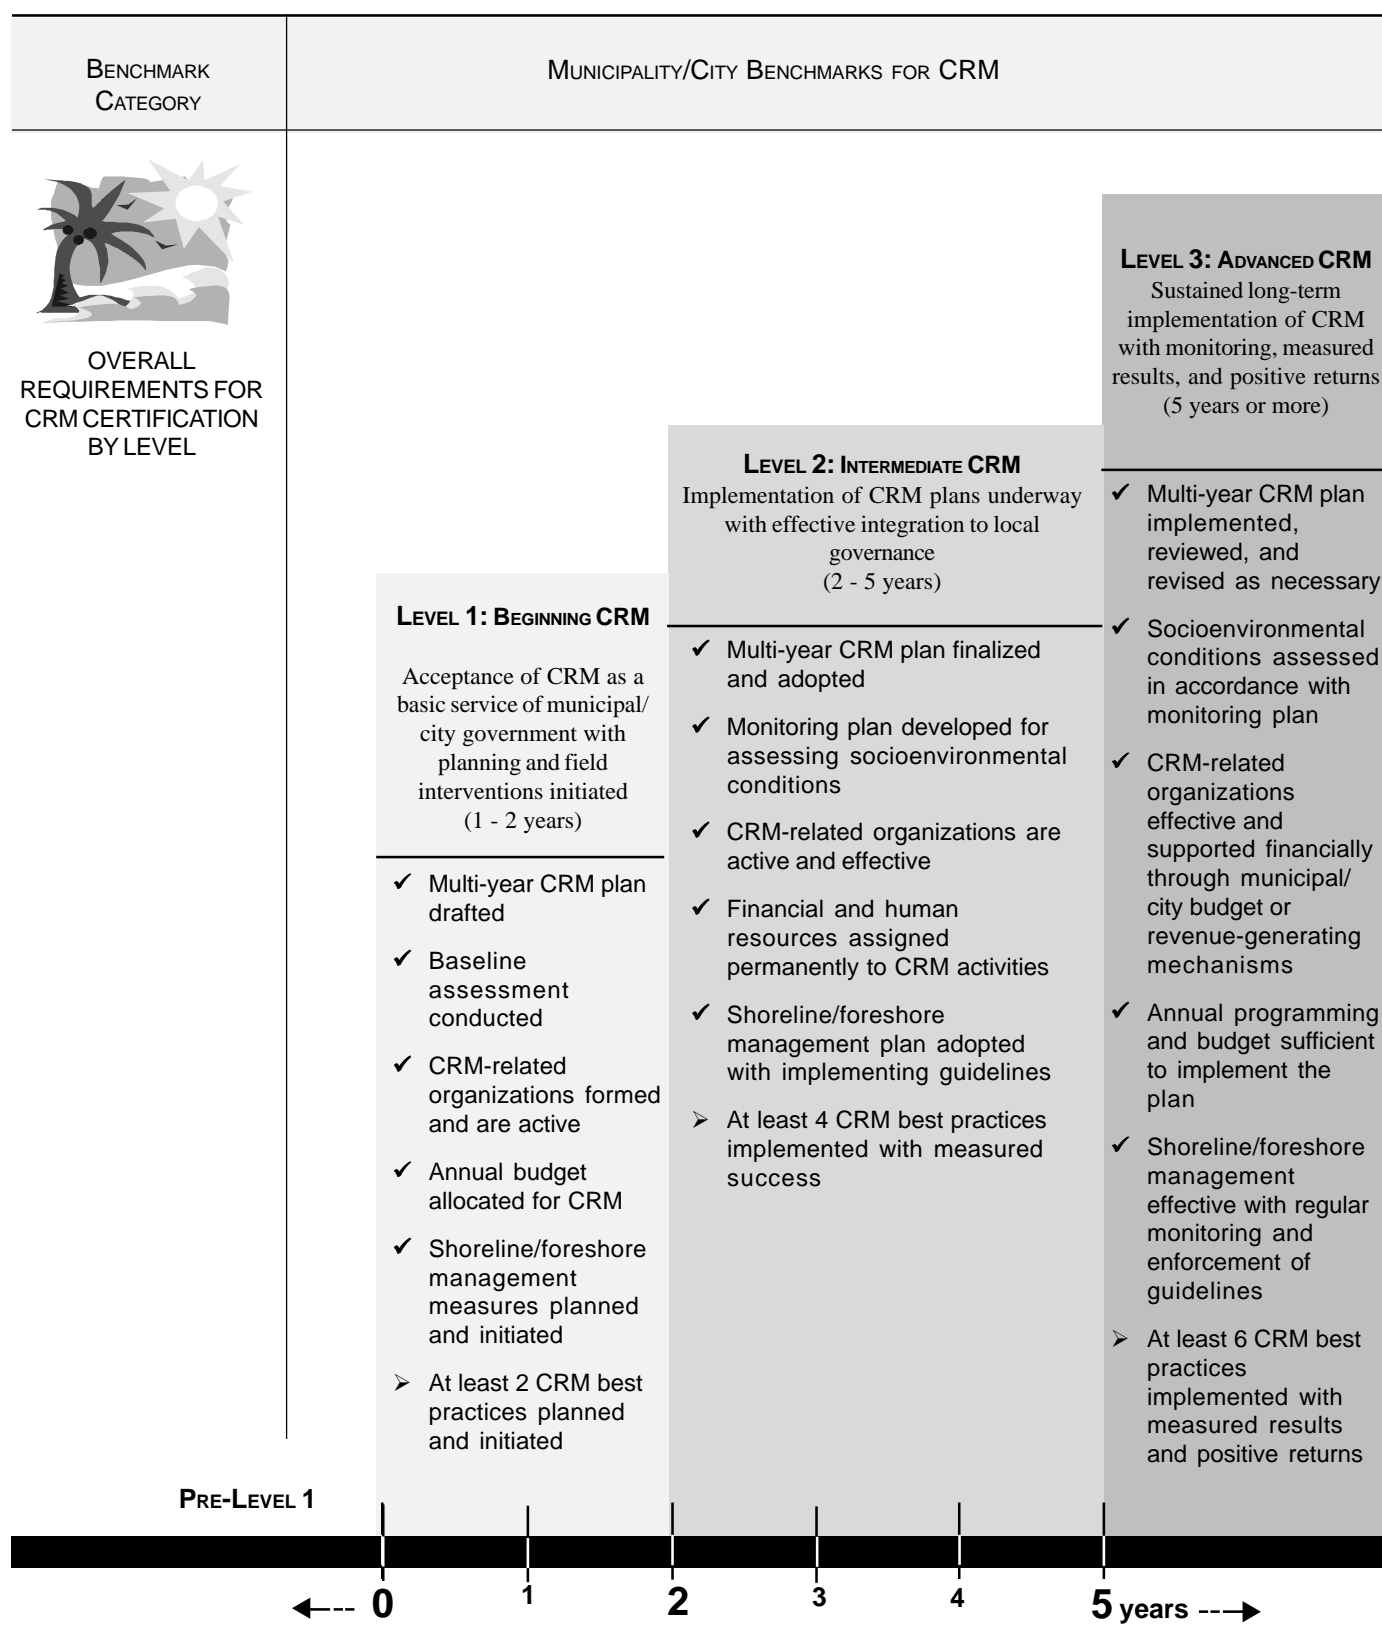 BENCHMARK
CATEGORY
MUNICIPALITY/CITY BENCHMARKS FOR CRM
OVERALL
REQUIREMENTS FOR
CRM CERTIFICATION
BY LEVEL
LEVEL 1: BEGINNING CRM
Acceptance of CRM as a
basic service of municipal/
city government with
planning and field
interventions initiated
(1 - 2 years)
✔ Multi-year CRM plan
drafted
✔ Baseline
assessment
conducted
✔ CRM-related
organizations formed
and are active
✔ Annual budget
allocated for CRM
✔ Shoreline/foreshore
management
measures planned
and initiated
➢ At least 2 CRM best
practices planned
and initiated
LEVEL 2: INTERMEDIATE CRM
Implementation of CRM plans underway
with effective integration to local
governance
(2 - 5 years)
✔ Multi-year CRM plan finalized
and adopted
✔ Monitoring plan developed for
assessing socioenvironmental
conditions
✔ CRM-related organizations are
active and effective
✔ Financial and human
resources assigned
permanently to CRM activities
✔ Shoreline/foreshore
management plan adopted
with implementing guidelines
➢ At least 4 CRM best practices
implemented with measured
success
LEVEL 3: ADVANCED CRM
Sustained long-term
implementation of CRM
with monitoring, measured
results, and positive returns
(5 years or more)
✔ Multi-year CRM plan
implemented,
reviewed, and
revised as necessary
✔ Socioenvironmental
conditions assessed
in accordance with
monitoring plan
✔ CRM-related
organizations
effective and
supported financially
through municipal/
city budget or
revenue-generating
mechanisms
✔ Annual programming
and budget sufficient
to implement the
plan
✔ Shoreline/foreshore
management
effective with regular
monitoring and
enforcement of
guidelines
➢ At least 6 CRM best
practices
implemented with
measured results
and positive returns
PRE-LEVEL 1
0 1 2 3 4 5 years